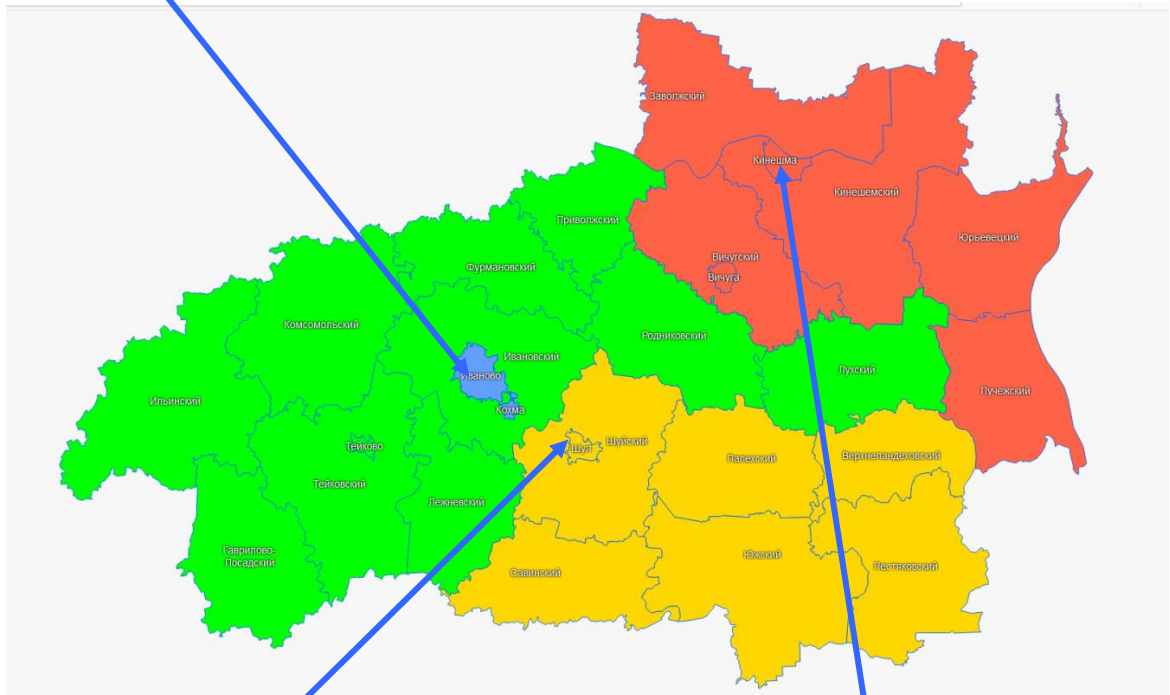 Заволжский
Кинешма
Кинешемский
Приволжский
Юрьевецкий
Вичугский
Фурмановский
Вичуга
Комсомольский
Родниковский
Ивановский
Лухский
Иваново
Пучежский
Ильинский
Кохма
Шуйский
Тейково
Шуя
Палехский
Верхнеландеховский
Тейковский
Лежневский
Гаврилово-
Посадский
Южский
Пестяковский
Савинский